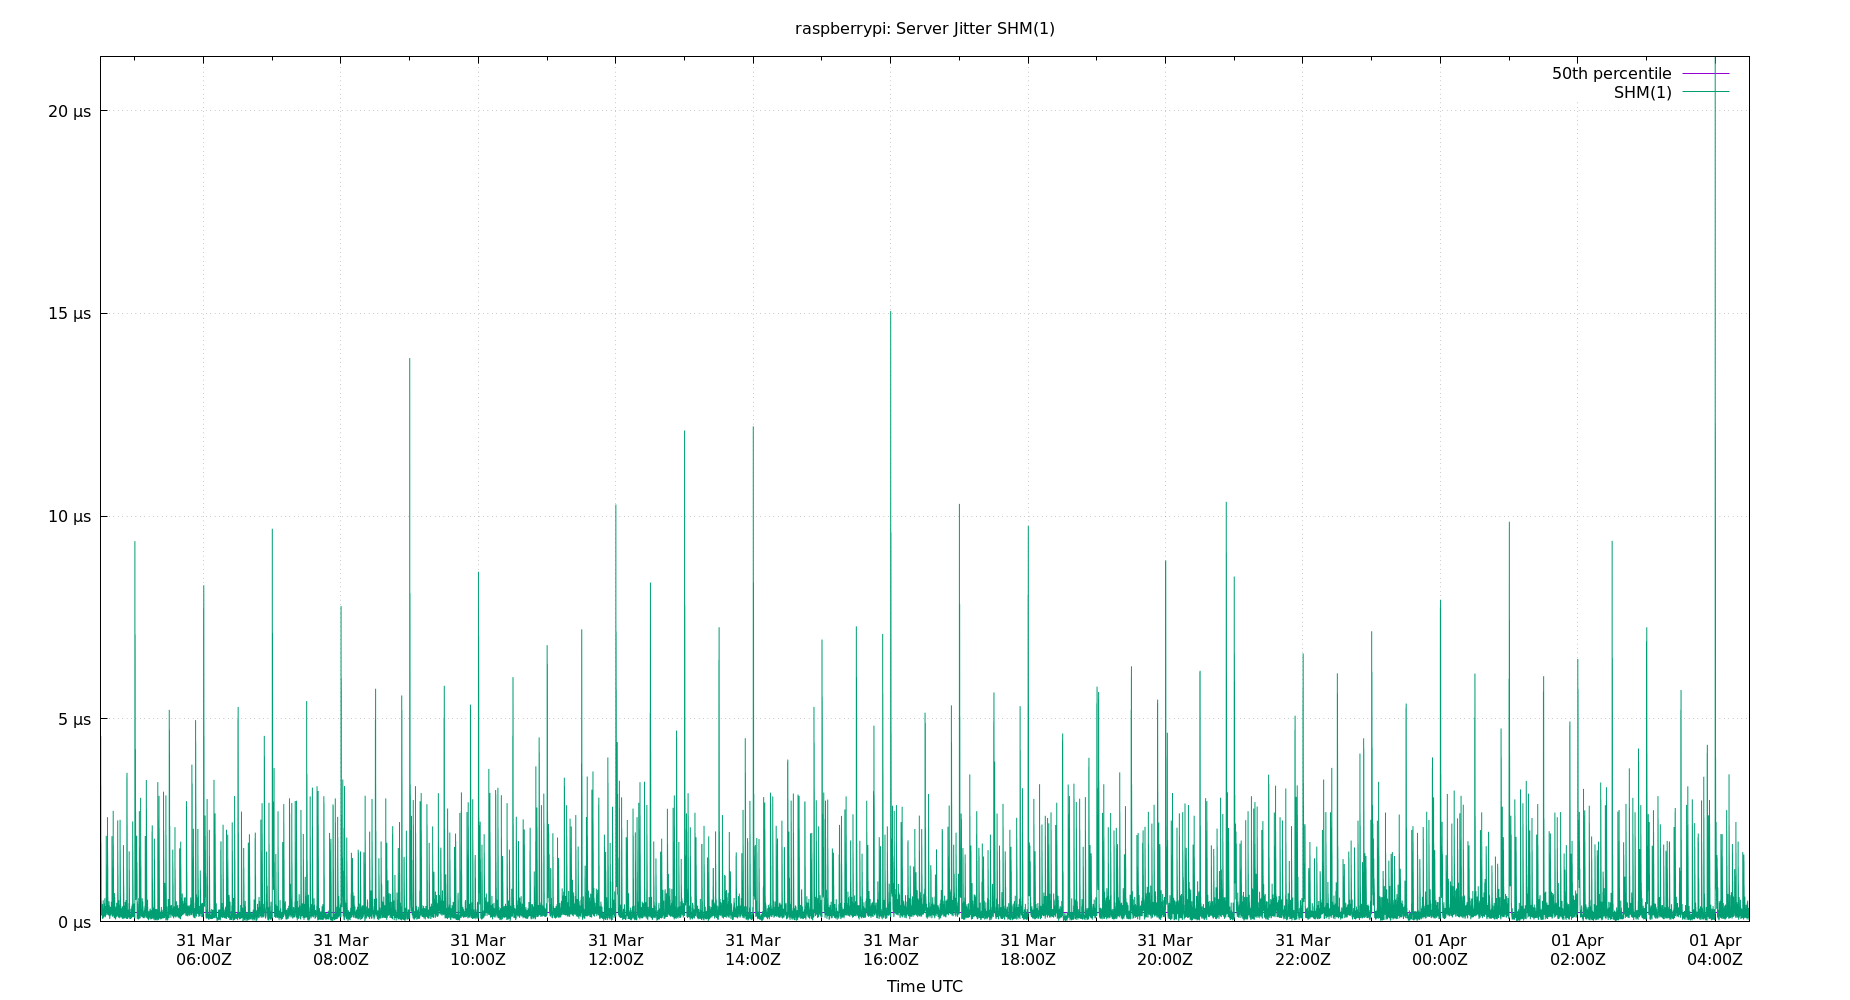 raspberrypi: Server Jitter SHM(1)
50th percentile
SHM(1)
20 µs
15 µs
10 µs
5 µs
0 µs
31 Mar 31 Mar 31 Mar 31 Mar 31 Mar 31 Mar 31 Mar 31 Mar 31 Mar 01 Apr 01 Apr 01 Apr
06:00Z 08:00Z 10:00Z 12:00Z 14:00Z 16:00Z 18:00Z 20:00Z 22:00Z 00:00Z 02:00Z 04:00Z
Time UTC